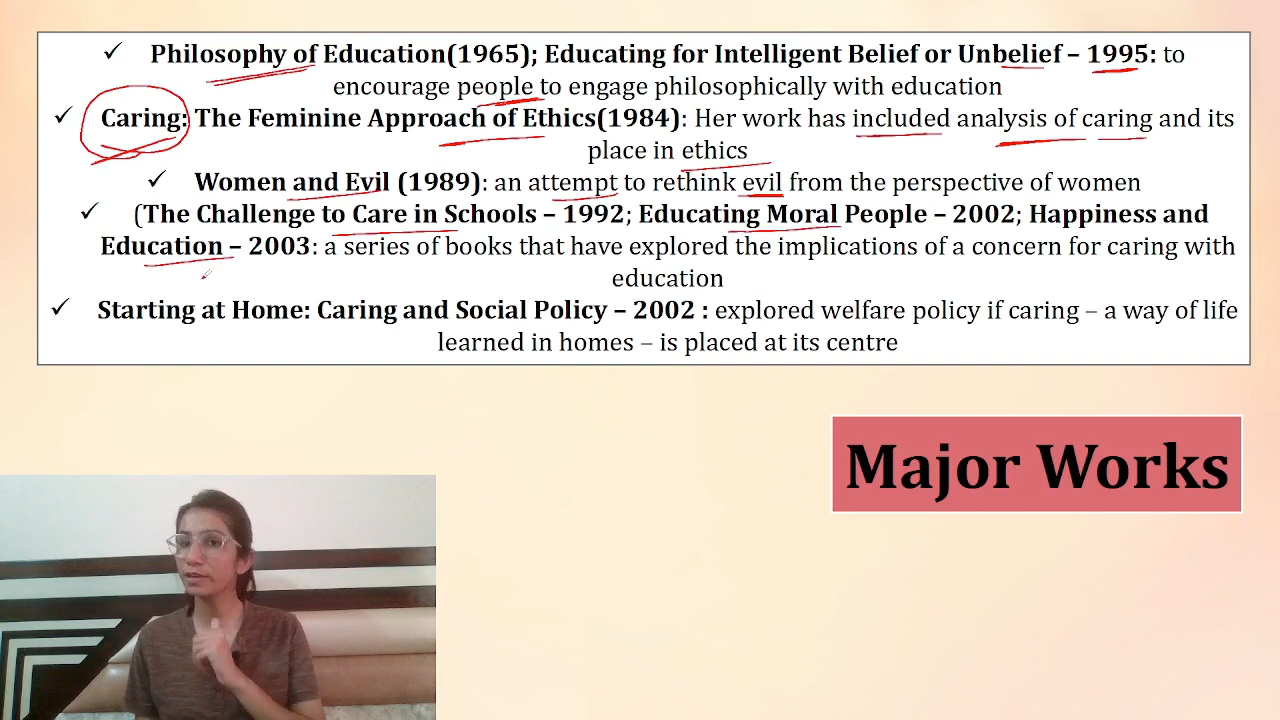 ✓ Philosophy of Education(1965); Educating for Intelligent Belief or Unbelief – 1995: to
encourage people to engage philosophically with education
✓ Caring: The Feminine Approach of Ethics(1984): Her work has included analysis of caring and its
place in ethics
✓ Women and Evil (1989): an attempt to rethink evil from the perspective of women
✓ (The Challenge to Care in Schools – 1992; Educating Moral People – 2002; Happiness and
Education – 2003: a series of books that have explored the implications of a concern for caring with
education
✓ Starting at Home: Caring and Social Policy – 2002 : explored welfare policy if caring – a way of life
learned in homes – is placed at its centre
Major Works